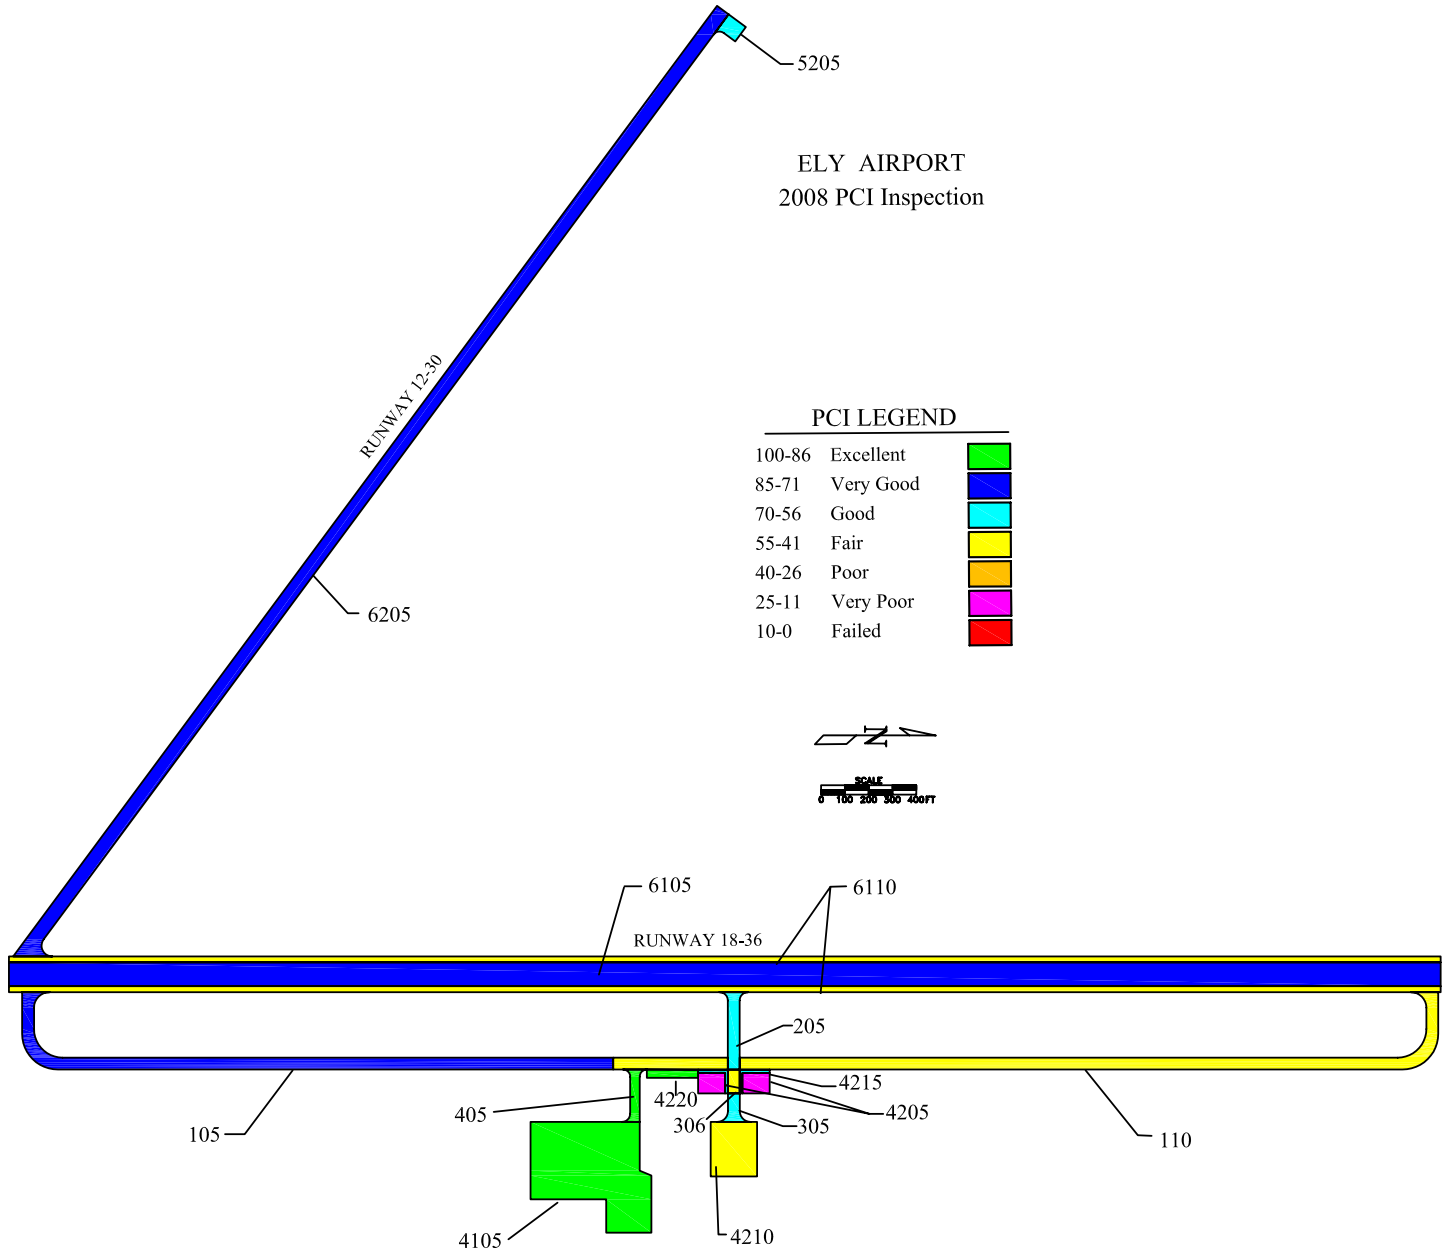 5205
ELY AIRPORT
2008 PCI Inspection
RUNWAY 12-30
PCI LEGEND
100-86 Excellent
85-71 Very Good
70-56 Good
55-41 Fair
40-26 Poor
25-11 Very Poor
10-0 Failed
6205
N
SCALE
0 100 200 300 400FT
6105
6110
RUNWAY 18-36
205
4215
4220
4205
405
306
305
105
110
4105
4210